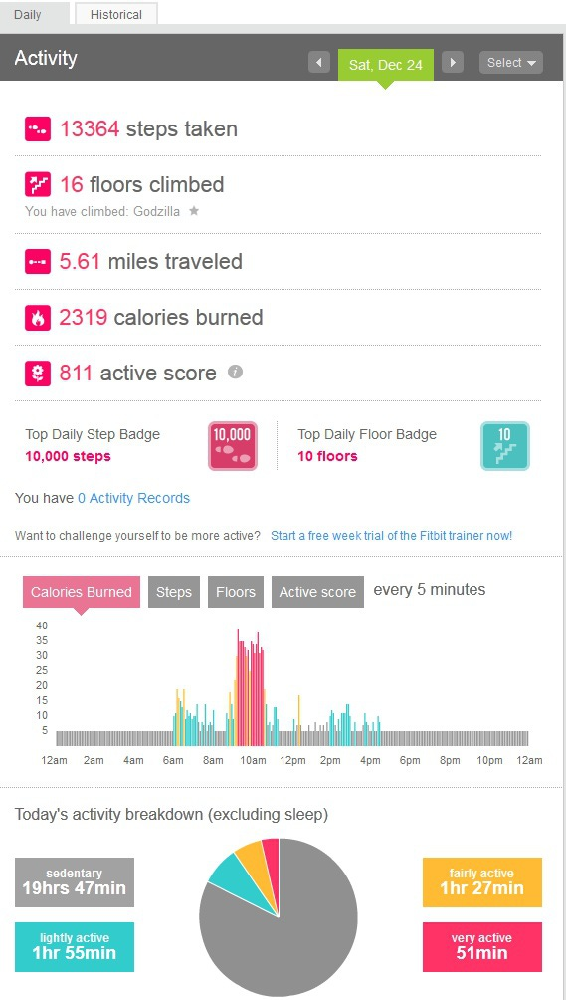 Daily Historical
Activity Sat, Dec 24 Select
13364 steps taken
16 floors climbed
You have climbed: Godzilla
5.61 miles traveled
2319 calories burned
811 active score i
Top Daily Step Badge
10,000 steps
10,000
Top Daily Floor Badge
10 floors
10
You have 0 Activity Records
Want to challenge yourself to be more active? Start a free week trial of the Fitbit trainer now!
Calories Burned Steps Floors Active score every 5 minutes
40
35
30
25
20
15
10
5
12am 2am 4am 6am 8am 10am 12pm 2pm 4pm 6pm 8pm 10pm 12am
Today's activity breakdown (excluding sleep)
sedentary
19hrs 47min
lightly active
1hr 55min
fairly active
1hr 27min
very active
51min